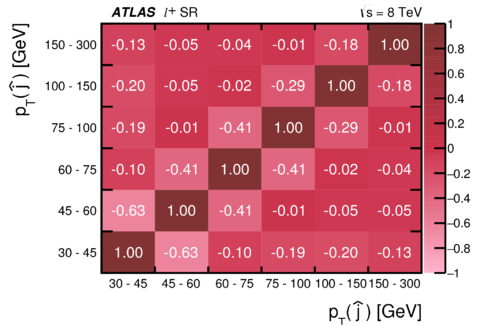 ATLAS l+ SR
√s = 8 TeV
p_T(ĵ) [GeV]
150 - 300 -0.13 -0.05 -0.04 -0.01 -0.18 1.00
100 - 150 -0.20 -0.05 -0.02 -0.29 1.00 -0.18
75 - 100 -0.19 -0.01 -0.41 1.00 -0.29 -0.01
60 - 75 -0.10 -0.41 1.00 -0.41 -0.02 -0.04
45 - 60 -0.63 1.00 -0.41 -0.01 -0.05 -0.05
30 - 45 1.00 -0.63 -0.10 -0.19 -0.20 -0.13
30 - 45 45 - 60 60 - 75 75 - 100 100 - 150 150 - 300
p_T(ĵ) [GeV]
1
0.8
0.6
0.4
0.2
0
−0.2
−0.4
−0.6
−0.8
−1